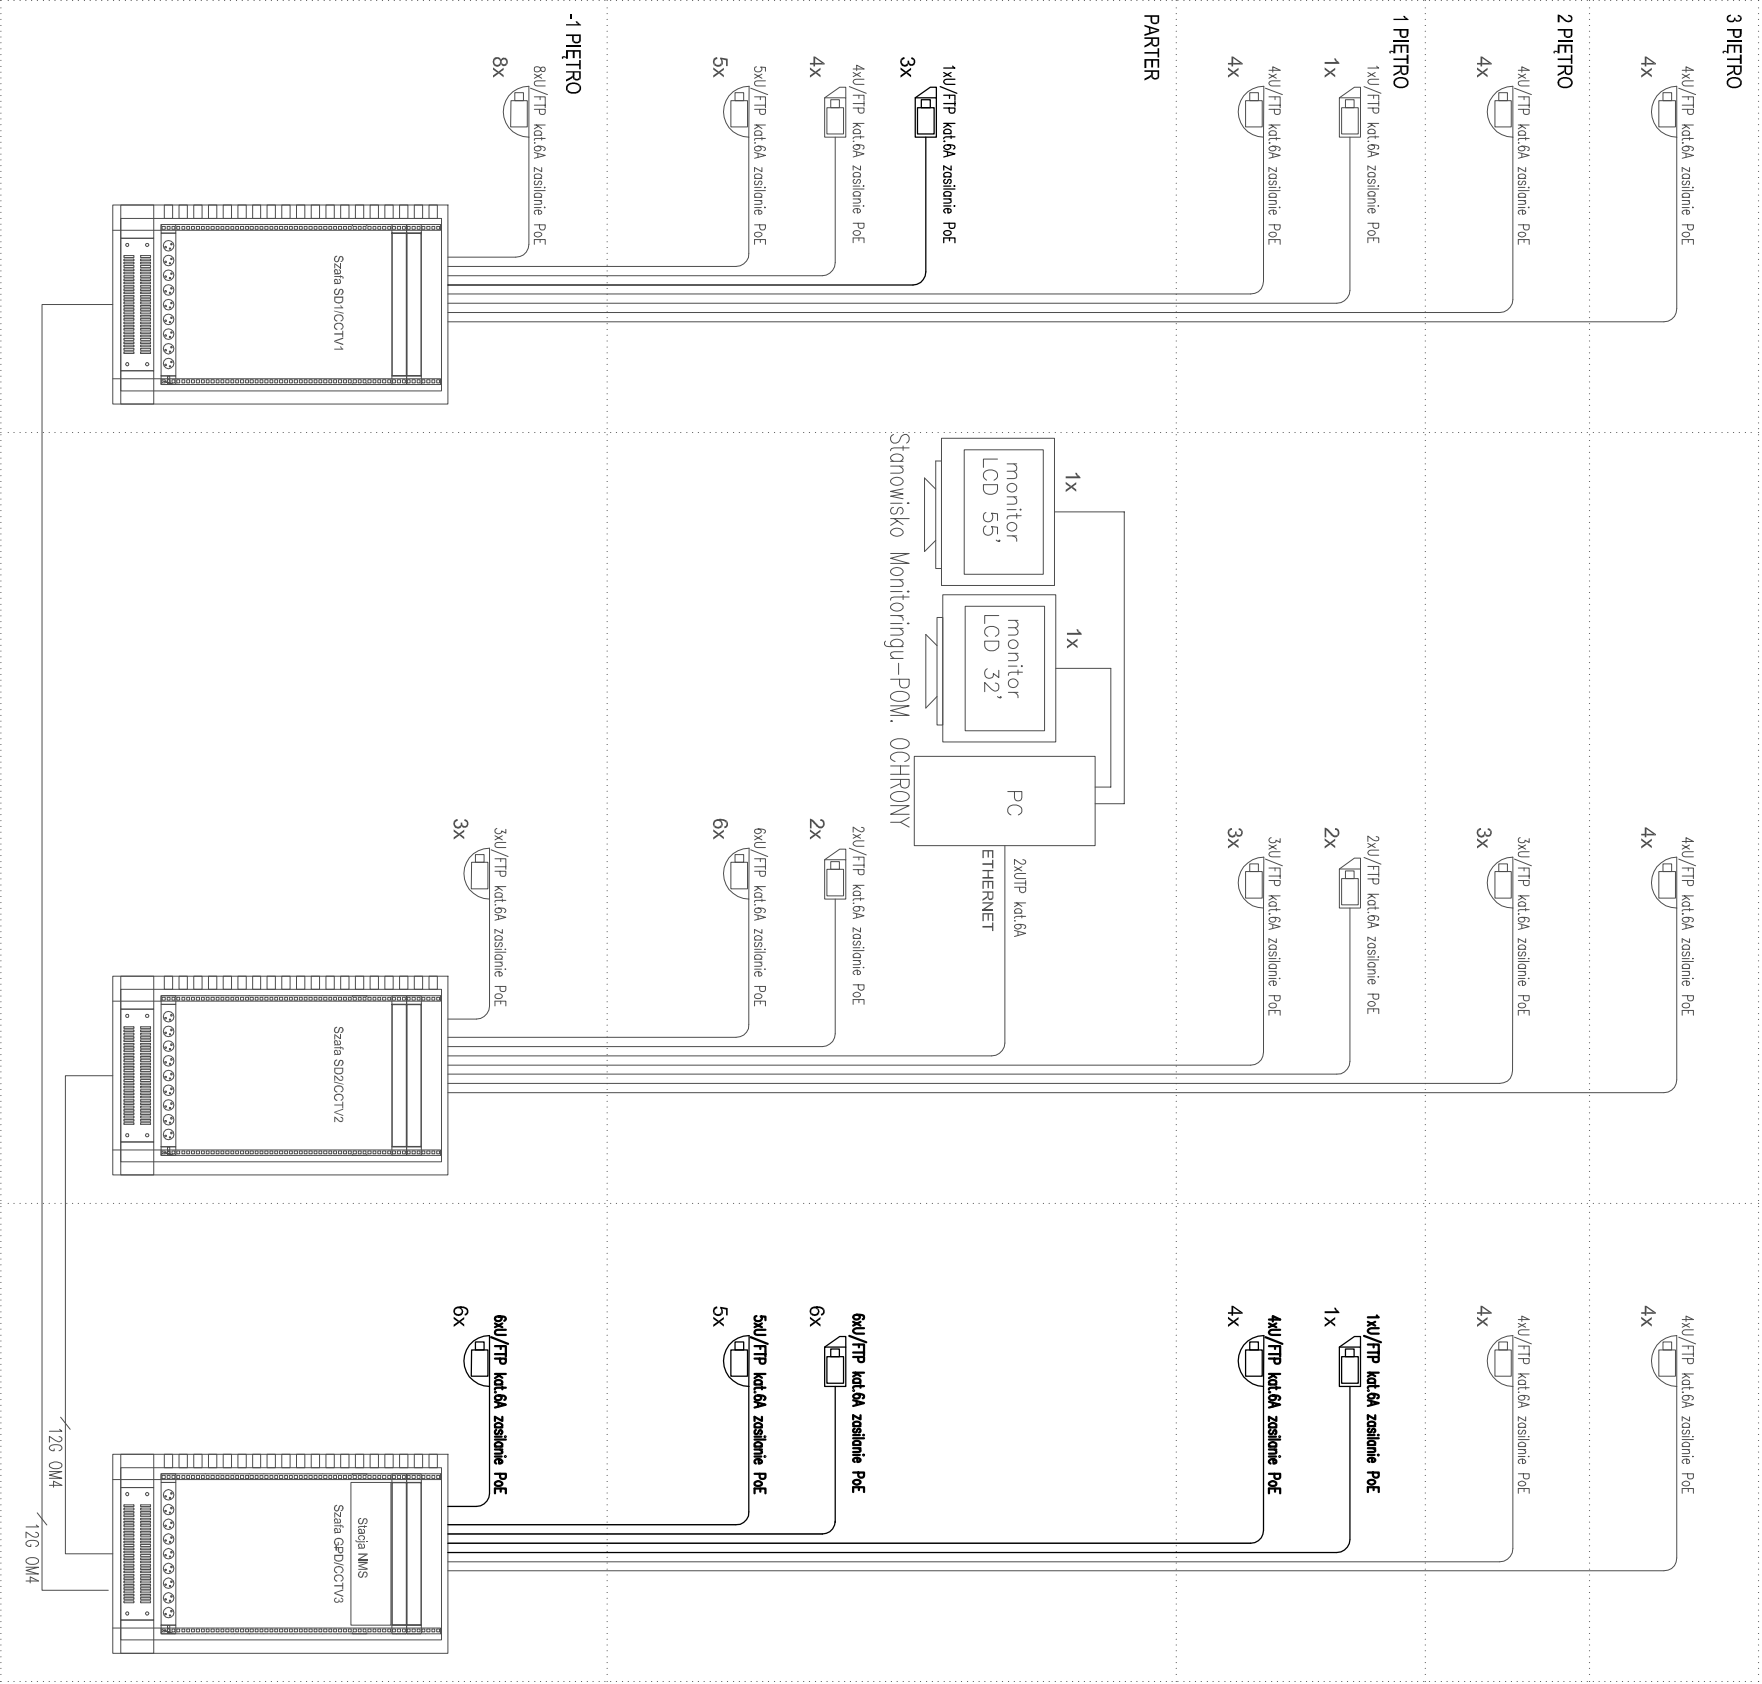 3 PIĘTRO
4xU/FTP kat.6A zasilanie PoE
4x
4xU/FTP kat.6A zasilanie PoE
4x
4xU/FTP kat.6A zasilanie PoE
4x
2 PIĘTRO
4xU/FTP kat.6A zasilanie PoE
4x
3xU/FTP kat.6A zasilanie PoE
3x
4xU/FTP kat.6A zasilanie PoE
4x
1 PIĘTRO
1xU/FTP kat.6A zasilanie PoE
1x
4xU/FTP kat.6A zasilanie PoE
4x
2xU/FTP kat.6A zasilanie PoE
2x
3xU/FTP kat.6A zasilanie PoE
3x
1xU/FTP kat.6A zasilanie PoE
1x
4xU/FTP kat.6A zasilanie PoE
4x
PARTER
1xU/FTP kat.6A zasilanie PoE
3x
4xU/FTP kat.6A zasilanie PoE
4x
5xU/FTP kat.6A zasilanie PoE
5x
1x
monitor
LCD 55'
1x
monitor
LCD 32'
PC
Stanowisko Monitoringu-POM. OCHRONY
2xUTP kat.6A
ETHERNET
2xU/FTP kat.6A zasilanie PoE
2x
6xU/FTP kat.6A zasilanie PoE
6x
6xU/FTP kat.6A zasilanie PoE
6x
5xU/FTP kat.6A zasilanie PoE
5x
-1 PIĘTRO
8xU/FTP kat.6A zasilanie PoE
8x
3xU/FTP kat.6A zasilanie PoE
3x
6xU/FTP kat.6A zasilanie PoE
6x
Szafa SD1/CCTV1
Szafa SD2/CCTV2
Stacja NMS
Szafa GPD/CCTV3
12G OM4
12G OM4